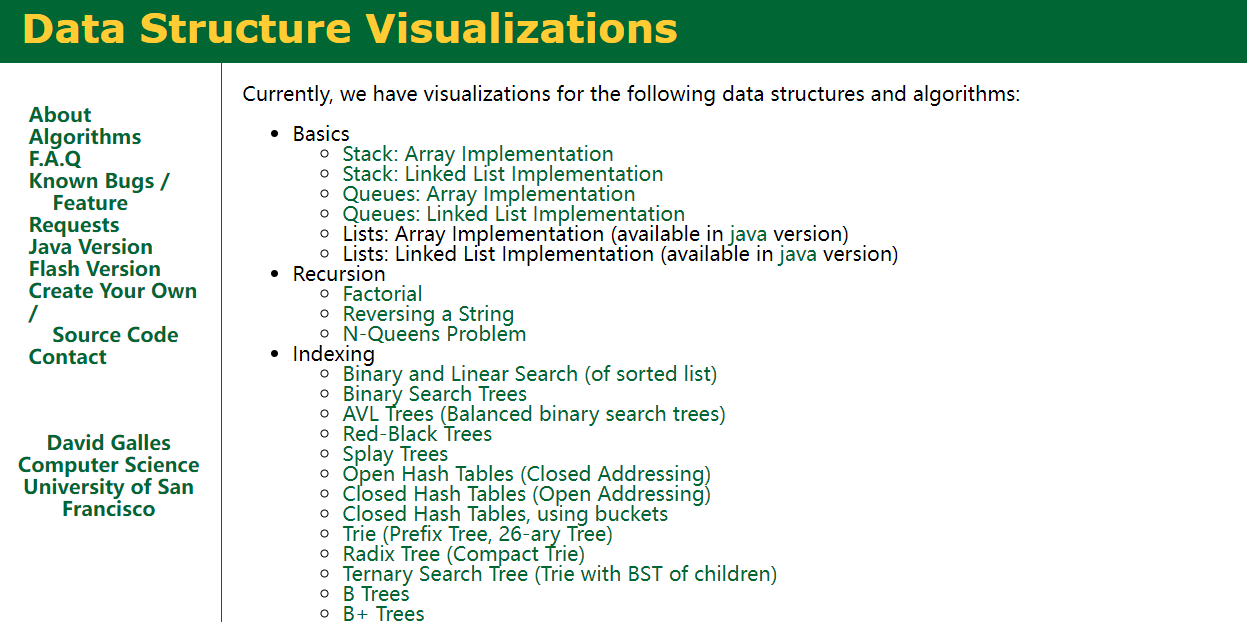 Data Structure Visualizations
About
Algorithms
F.A.Q
Known Bugs /
Feature
Requests
Java Version
Flash Version
Create Your Own
/
Source Code
Contact
David Galles
Computer Science
University of San
Francisco
Currently, we have visualizations for the following data structures and algorithms:
Basics
Stack: Array Implementation
Stack: Linked List Implementation
Queues: Array Implementation
Queues: Linked List Implementation
Lists: Array Implementation (available in java version)
Lists: Linked List Implementation (available in java version)
Recursion
Factorial
Reversing a String
N-Queens Problem
Indexing
Binary and Linear Search (of sorted list)
Binary Search Trees
AVL Trees (Balanced binary search trees)
Red-Black Trees
Splay Trees
Open Hash Tables (Closed Addressing)
Closed Hash Tables (Open Addressing)
Closed Hash Tables, using buckets
Trie (Prefix Tree, 26-ary Tree)
Radix Tree (Compact Trie)
Ternary Search Tree (Trie with BST of children)
B Trees
B+ Trees